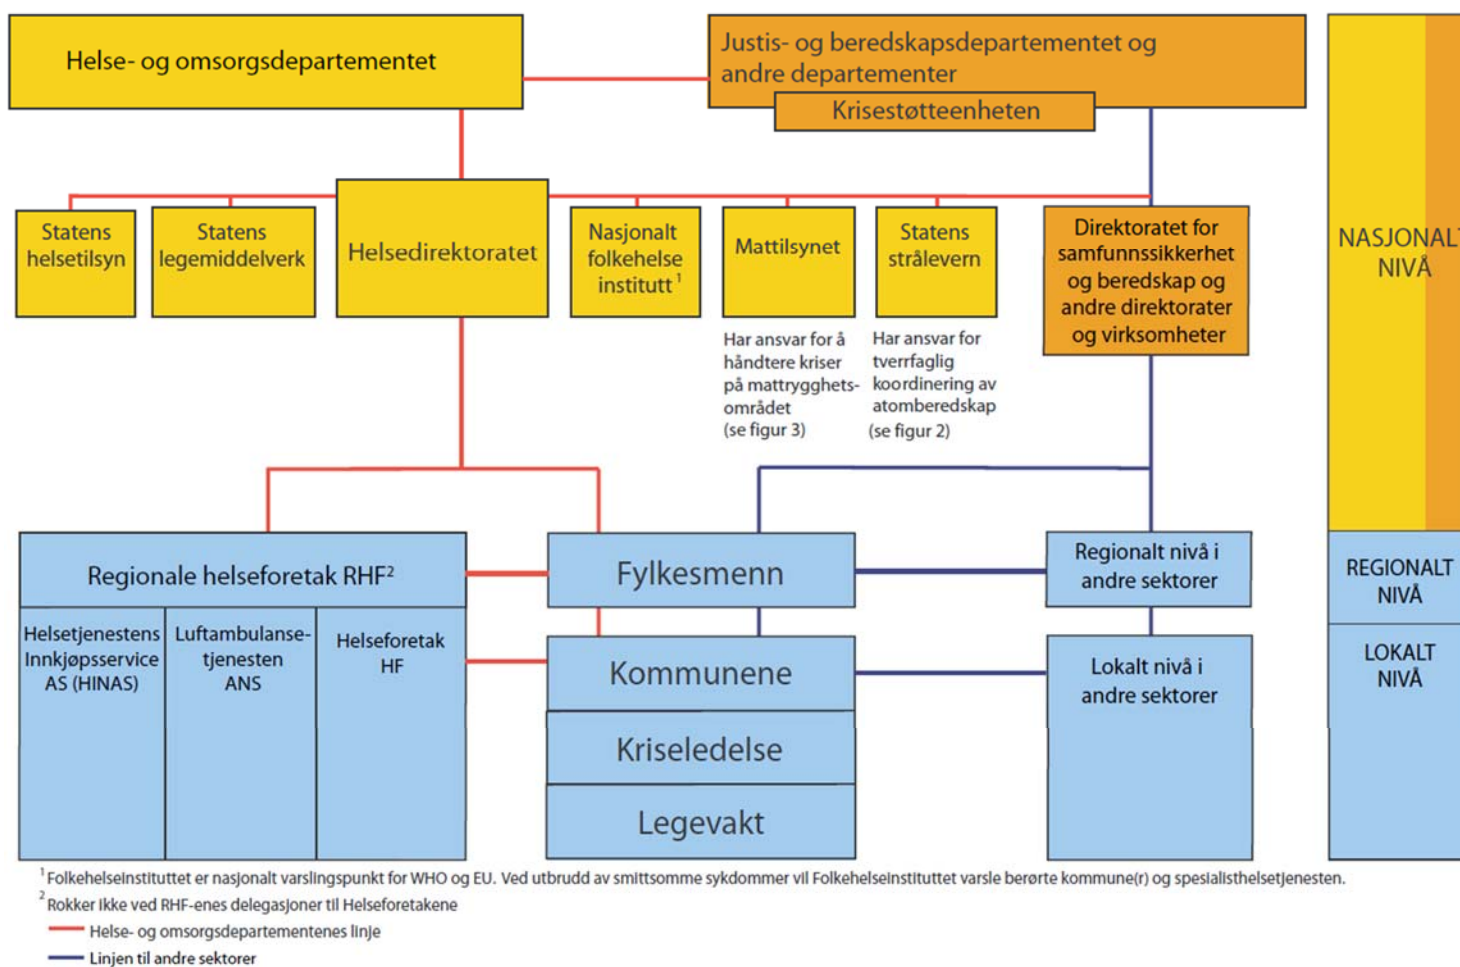 Helse- og omsorgsdepartementet
Justis- og beredskapsdepartementet og
andre departementer
Krisestøtteenheten
Statens
helsetilsyn
Statens
legemiddelverk
Helsedirektoratet
Nasjonalt
folkehelse
institutt ¹
Mattilsynet
Statens
strålevern
Direktoratet for
samfunnssikkerhet
og beredskap og
andre direktorater
og virksomheter
NASJONALT
NIVÅ
Har ansvar for å
håndtere kriser
på mattrygghets-
området
(se figur 3)
Har ansvar for
tverrfaglig
koordinering av
atomberedskap
(se figur 2)
Regionale helseforetak RHF²
Fylkesmenn
Regionalt nivå i
andre sektorer
REGIONALT
NIVÅ
Helsetjenestens
Innkjøpsservice
AS (HINAS)
Luftambulanse-
tjenesten
ANS
Helseforetak
HF
Kommunene
Kriseledelse
Legevakt
Lokalt nivå i
andre sektorer
LOKALT
NIVÅ
¹ Folkehelseinstituttet er nasjonalt varslingspunkt for WHO og EU. Ved utbrudd av smittsomme sykdommer vil Folkehelseinstituttet varsle berørte kommune(r) og spesialisthelsetjenesten.
² Rokker ikke ved RHF-enes delegasjoner til Helseforetakene
Helse- og omsorgsdepartementenes linje
Linjen til andre sektorer